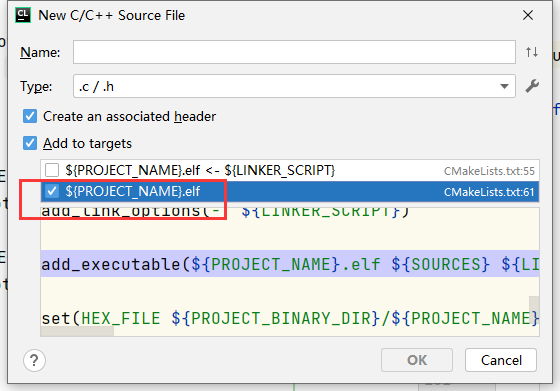 CL New C/C++ Source File
Name:
Type: .c / .h
Create an associated header
Add to targets
${PROJECT_NAME}.elf <- ${LINKER_SCRIPT} CMakeLists.txt:55
${PROJECT_NAME}.elf CMakeLists.txt:61
add_link_options(- ${LINKER_SCRIPT})
add_executable(${PROJECT_NAME}.elf ${SOURCES} ${LI
set(HEX_FILE ${PROJECT_BINARY_DIR}/${PROJECT_NAME}
? OK Cancel